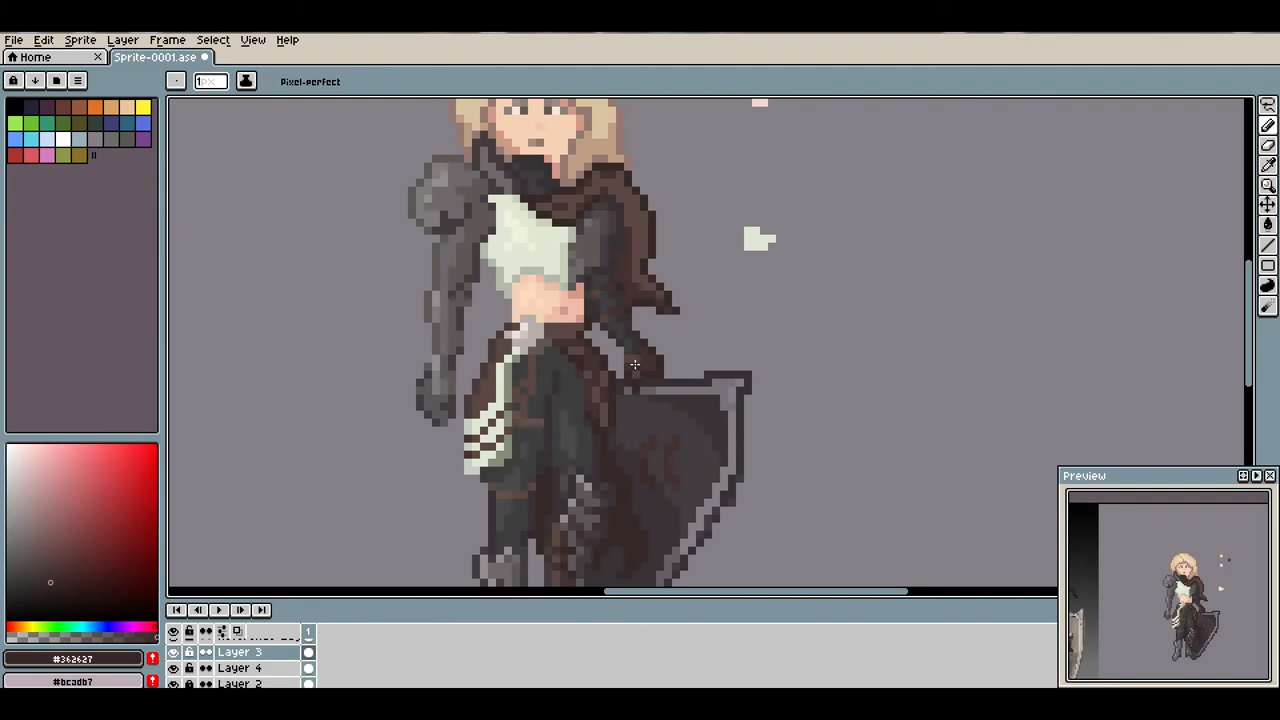 File Edit Sprite Layer Frame Select View Help
Home Sprite-0001.ase
1px Pixel-perfect
Preview
1
Layer 3
Layer 4
Layer 2
#362627
#bcadb7